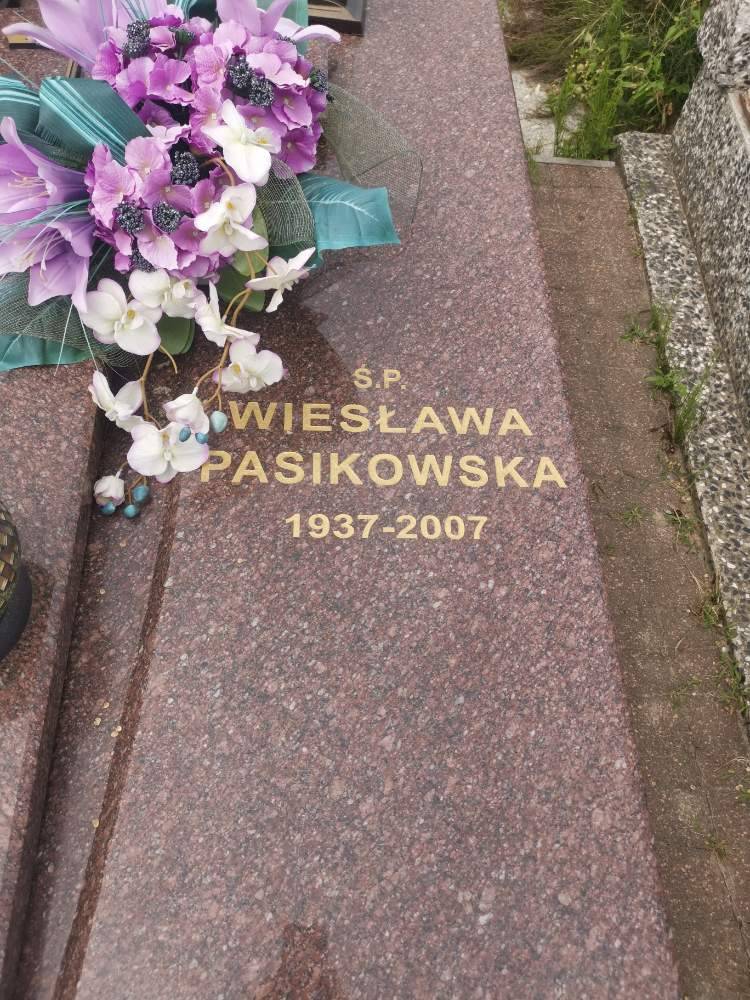 Ś.P.
WIESŁAWA
PASIKOWSKA
1937-2007